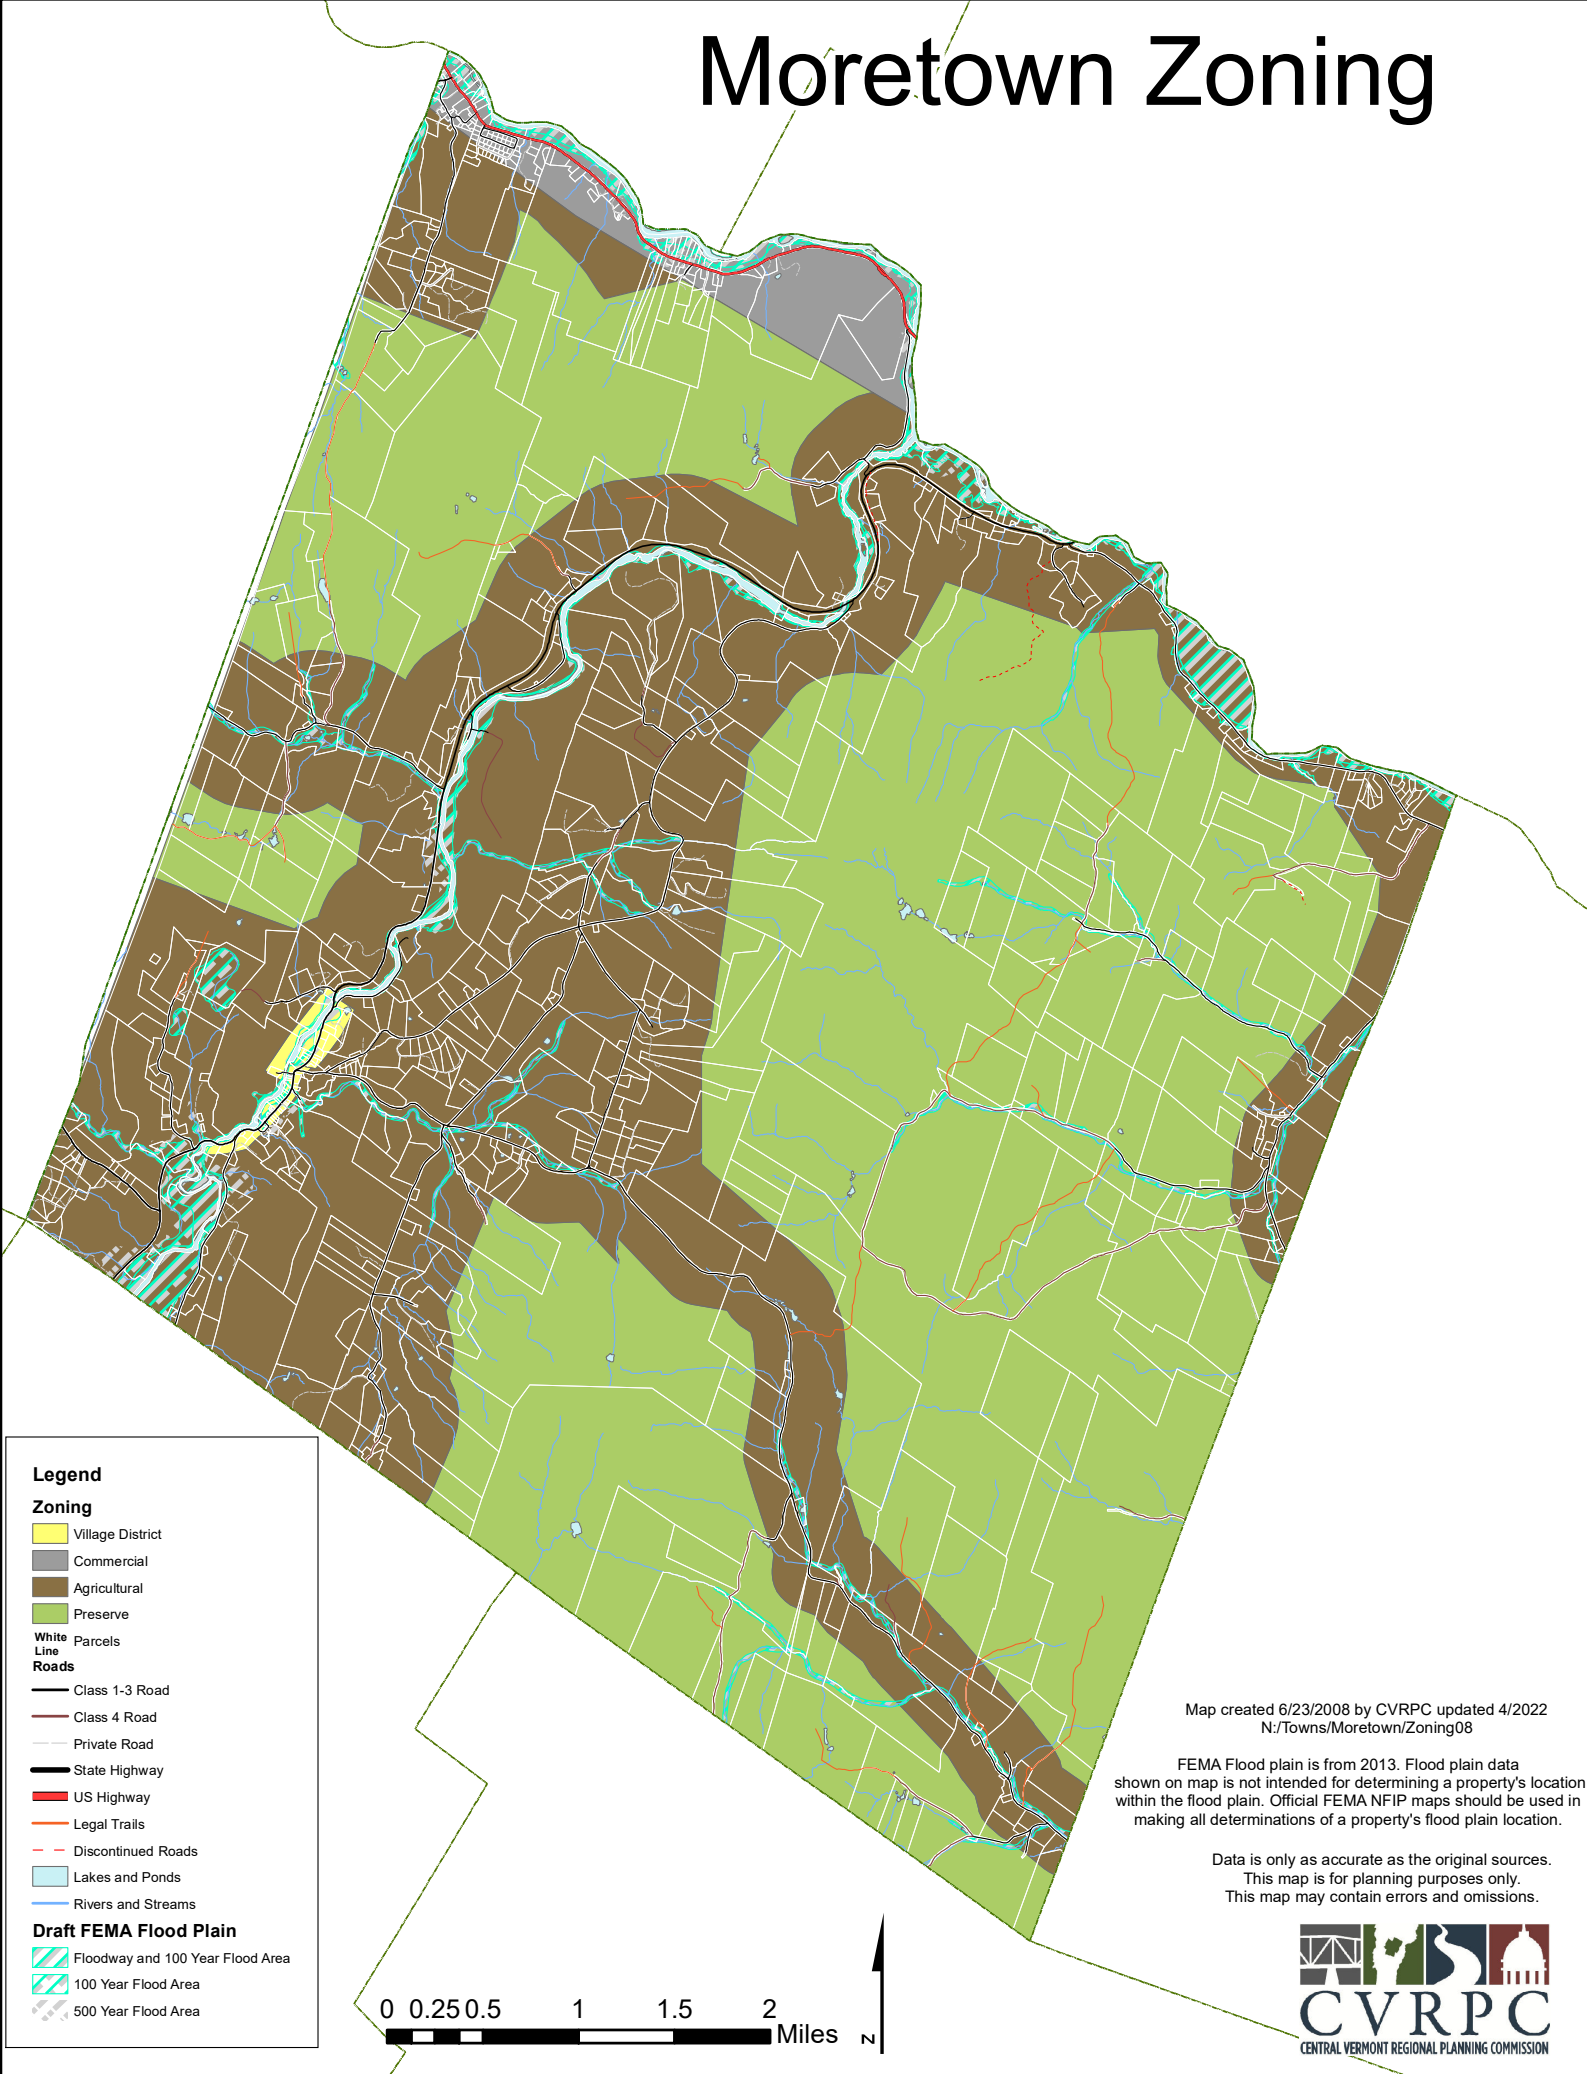 Moretown Zoning
Legend
Zoning
Village District
Commercial
Agricultural
Preserve
White
Line
Parcels
Roads
Class 1-3 Road
Class 4 Road
Private Road
State Highway
US Highway
Legal Trails
Discontinued Roads
Lakes and Ponds
Rivers and Streams
Draft FEMA Flood Plain
Floodway and 100 Year Flood Area
100 Year Flood Area
500 Year Flood Area
0 0.25 0.5 1 1.5 2
Miles
N
Map created 6/23/2008 by CVRPC updated 4/2022
N:/Towns/Moretown/Zoning08
FEMA Flood plain is from 2013. Flood plain data
shown on map is not intended for determining a property's location
within the flood plain. Official FEMA NFIP maps should be used in
making all determinations of a property's flood plain location.
Data is only as accurate as the original sources.
This map is for planning purposes only.
This map may contain errors and omissions.
CVRPC
CENTRAL VERMONT REGIONAL PLANNING COMMISSION